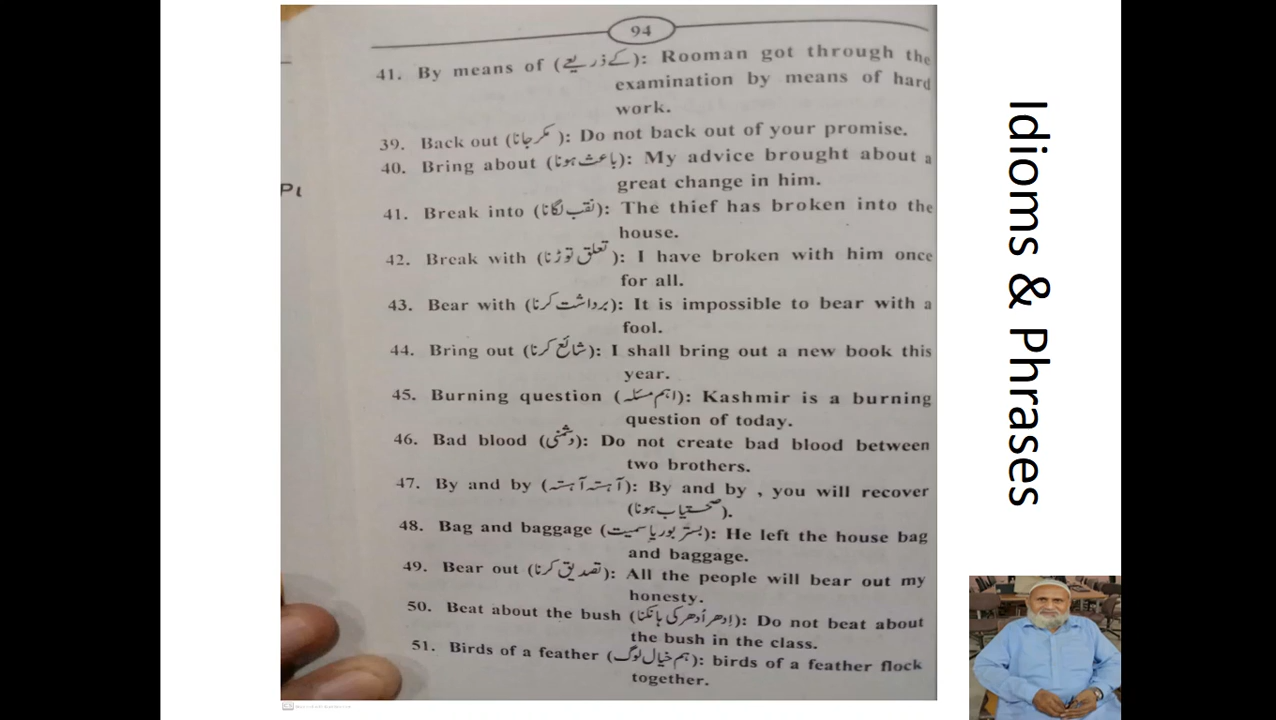 94
41. By means of (کے ذریعے): Rooman got through the
examination by means of hard
work.
39. Back out (مکر جانا): Do not back out of your promise.
40. Bring about (باعث ہونا): My advice brought about a
great change in him.
41. Break into (نقب لگانا): The thief has broken into the
house.
42. Break with (تعلق توڑنا): I have broken with him once
for all.
43. Bear with (برداشت کرنا): It is impossible to bear with a
fool.
44. Bring out (شائع کرنا): I shall bring out a new book this
year.
45. Burning question (اہم مسئلہ): Kashmir is a burning
question of today.
46. Bad blood (دشمنی): Do not create bad blood between
two brothers.
47. By and by (آہستہ آہستہ): By and by , you will recover
(صحتیاب ہونا).
48. Bag and baggage (بستر بوریا سمیت): He left the house bag
and baggage.
49. Bear out (تصدیق کرنا): All the people will bear out my
honesty.
50. Beat about the bush (اِدھر اُدھر کی ہانکنا): Do not beat about
the bush in the class.
51. Birds of a feather (ہم خیال لوگ): birds of a feather flock
together.
Idioms & Phrases